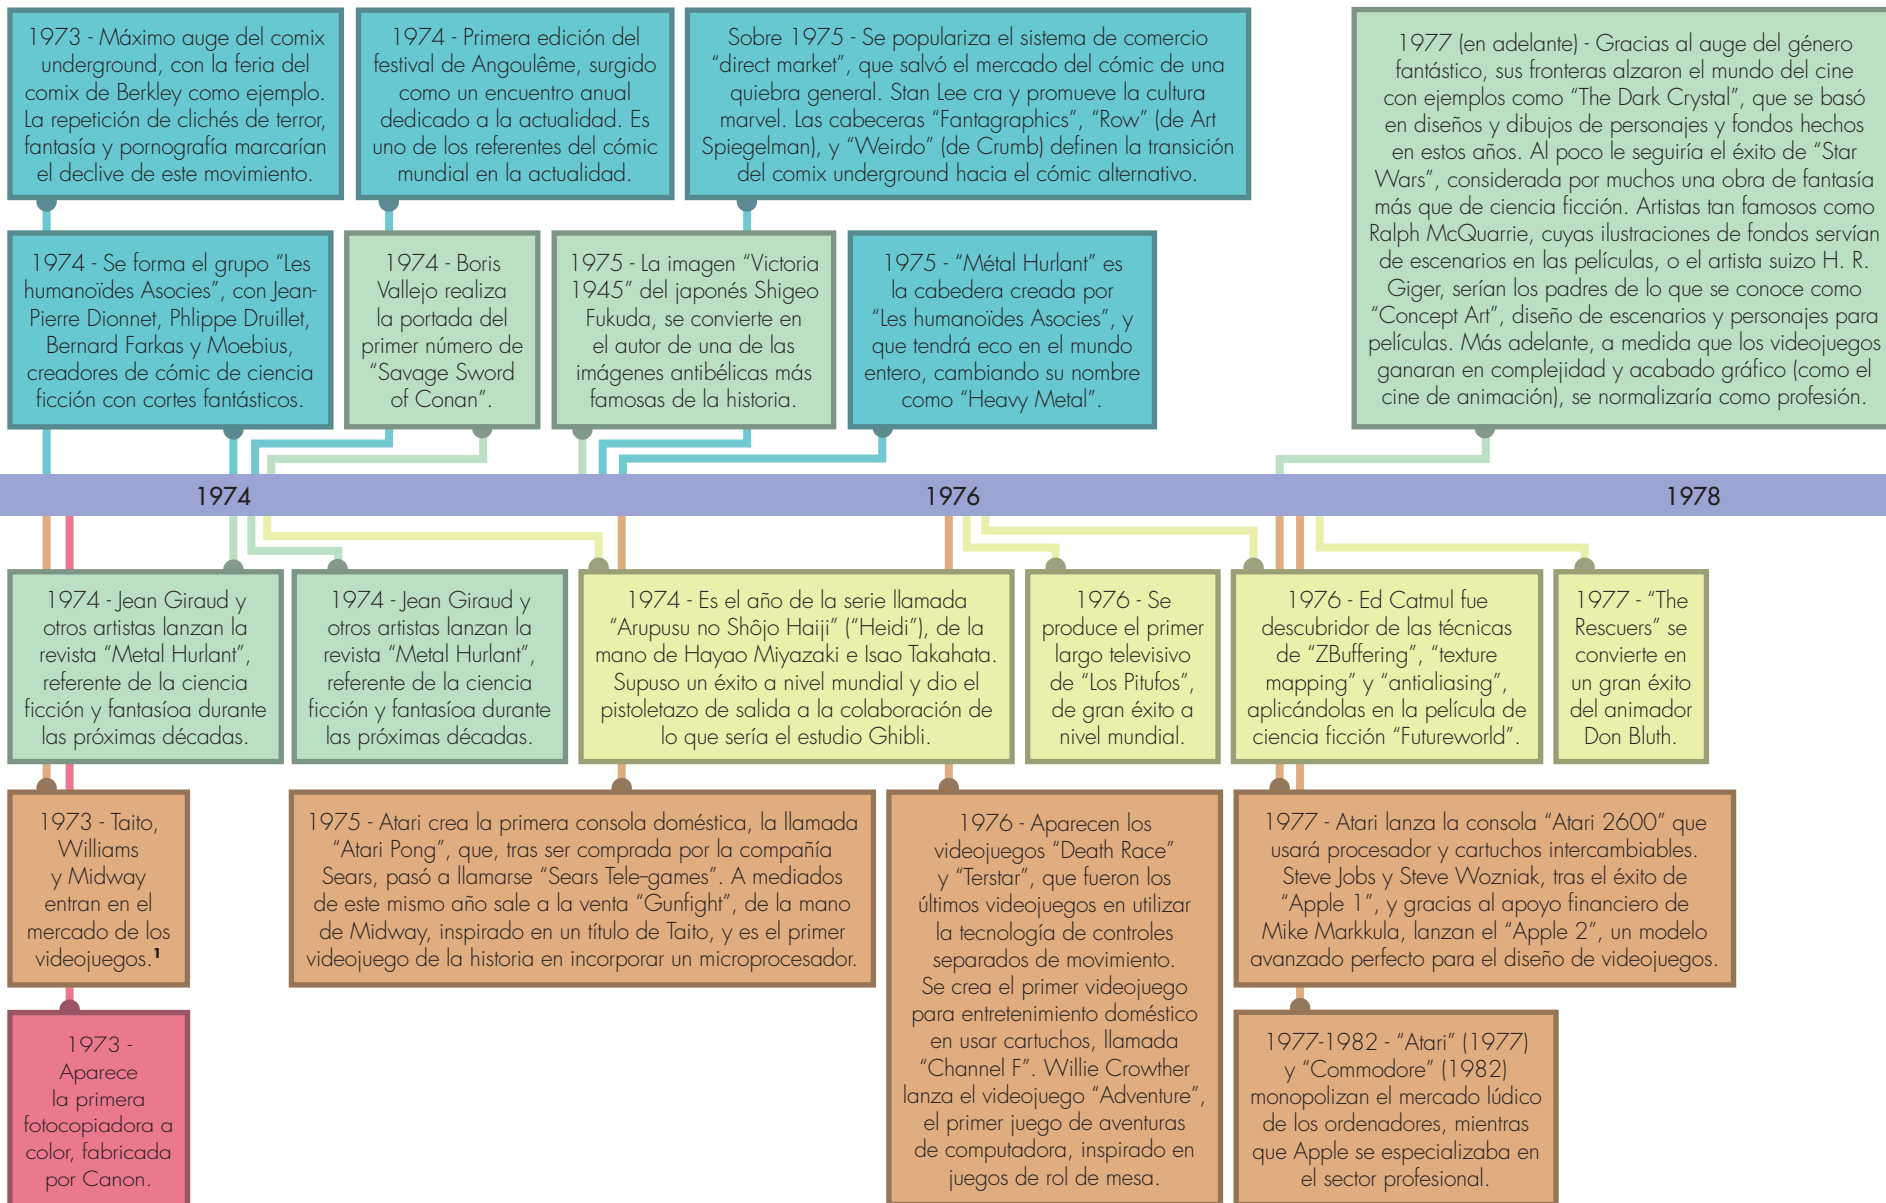 1973 - Máximo auge del comix
underground, con la feria del
comix de Berkley como ejemplo.
La repetición de clichés de terror,
fantasía y pornografía marcarían
el declive de este movimiento.
1974 - Primera edición del
festival de Angoulême, surgido
como un encuentro anual
dedicado a la actualidad. Es
uno de los referentes del cómic
mundial en la actualidad.
Sobre 1975 - Se populariza el sistema de comercio
“direct market”, que salvó el mercado del cómic de una
quiebra general. Stan Lee cra y promueve la cultura
marvel. Las cabeceras “Fantagraphics”, “Row” (de Art
Spiegelman), y “Weirdo” (de Crumb) definen la transición
del comix underground hacia el cómic alternativo.
1977 (en adelante) - Gracias al auge del género
fantástico, sus fronteras alzaron el mundo del cine
con ejemplos como “The Dark Crystal”, que se basó
en diseños y dibujos de personajes y fondos hechos
en estos años. Al poco le seguiría el éxito de “Star
Wars”, considerada por muchos una obra de fantasía
más que de ciencia ficción. Artistas tan famosos como
Ralph McQuarrie, cuyas ilustraciones de fondos servían
de escenarios en las películas, o el artista suizo H. R.
Giger, serían los padres de lo que se conoce como
“Concept Art”, diseño de escenarios y personajes para
películas. Más adelante, a medida que los videojuegos
ganaran en complejidad y acabado gráfico (como el
cine de animación), se normalizaría como profesión.
1974 - Se forma el grupo “Les
humanoïdes Asocies”, con Jean-
Pierre Dionnet, Phlippe Druillet,
Bernard Farkas y Moebius,
creadores de cómic de ciencia
ficción con cortes fantásticos.
1974 - Boris
Vallejo realiza
la portada del
primer número de
“Savage Sword
of Conan”.
1975 - La imagen “Victoria
1945” del japonés Shigeo
Fukuda, se convierte en
el autor de una de las
imágenes antibélicas más
famosas de la historia.
1975 - “Métal Hurlant” es
la cabedera creada por
“Les humanoïdes Asocies”, y
que tendrá eco en el mundo
entero, cambiando su nombre
como “Heavy Metal”.
1974
1976
1978
1974 - Jean Giraud y
otros artistas lanzan la
revista “Metal Hurlant”,
referente de la ciencia
ficción y fantasíoa durante
las próximas décadas.
1974 - Jean Giraud y
otros artistas lanzan la
revista “Metal Hurlant”,
referente de la ciencia
ficción y fantasíoa durante
las próximas décadas.
1974 - Es el año de la serie llamada
“Arupusu no Shôjo Haiji” (“Heidi”), de la
mano de Hayao Miyazaki e Isao Takahata.
Supuso un éxito a nivel mundial y dio el
pistoletazo de salida a la colaboración de
lo que sería el estudio Ghibli.
1976 - Se
produce el primer
largo televisivo
de “Los Pitufos”,
de gran éxito a
nivel mundial.
1976 - Ed Catmul fue
descubridor de las técnicas
de “ZBuffering”, “texture
mapping” y “antialiasing”,
aplicándolas en la película de
ciencia ficción “Futureworld”.
1977 - “The
Rescuers” se
convierte en
un gran éxito
del animador
Don Bluth.
1973 - Taito,
Williams
y Midway
entran en el
mercado de los
videojuegos.¹
1975 - Atari crea la primera consola doméstica, la llamada
“Atari Pong”, que, tras ser comprada por la compañía
Sears, pasó a llamarse “Sears Tele–games”. A mediados
de este mismo año sale a la venta “Gunfight”, de la mano
de Midway, inspirado en un título de Taito, y es el primer
videojuego de la historia en incorporar un microprocesador.
1976 - Aparecen los
videojuegos “Death Race”
y “Terstar”, que fueron los
últimos videojuegos en utilizar
la tecnología de controles
separados de movimiento.
Se crea el primer videojuego
para entretenimiento doméstico
en usar cartuchos, llamada
“Channel F”. Willie Crowther
lanza el videojuego “Adventure”,
el primer juego de aventuras
de computadora, inspirado en
juegos de rol de mesa.
1977 - Atari lanza la consola “Atari 2600” que
usará procesador y cartuchos intercambiables.
Steve Jobs y Steve Wozniak, tras el éxito de
“Apple 1”, y gracias al apoyo financiero de
Mike Markkula, lanzan el “Apple 2”, un modelo
avanzado perfecto para el diseño de videojuegos.
1973 -
Aparece
la primera
fotocopiadora a
color, fabricada
por Canon.
1977-1982 - “Atari” (1977)
y “Commodore” (1982)
monopolizan el mercado lúdico
de los ordenadores, mientras
que Apple se especializaba en
el sector profesional.